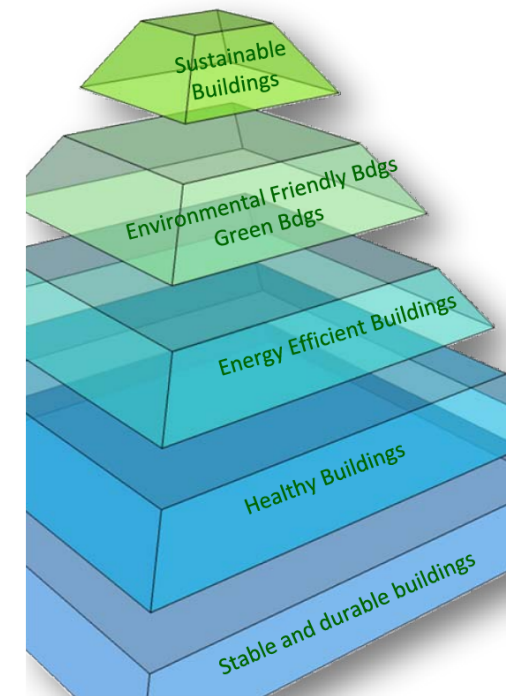 Sustainable
Buildings
Environmental Friendly Bdgs
Green Bdgs
Energy Efficient Buildings
Healthy Buildings
Stable and durable buildings